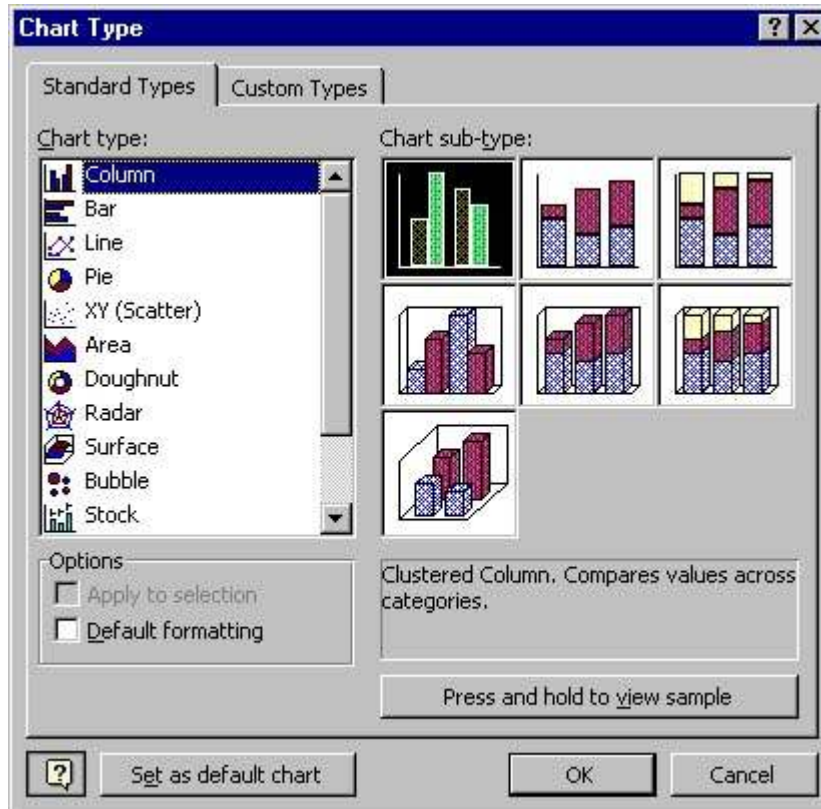 Chart Type
Standard Types
Custom Types
Chart type:
Column
Bar
Line
Pie
XY (Scatter)
Area
Doughnut
Radar
Surface
Bubble
Stock
Chart sub-type:
Options
Apply to selection
Default formatting
Clustered Column. Compares values across
categories.
Press and hold to view sample
Set as default chart
OK
Cancel